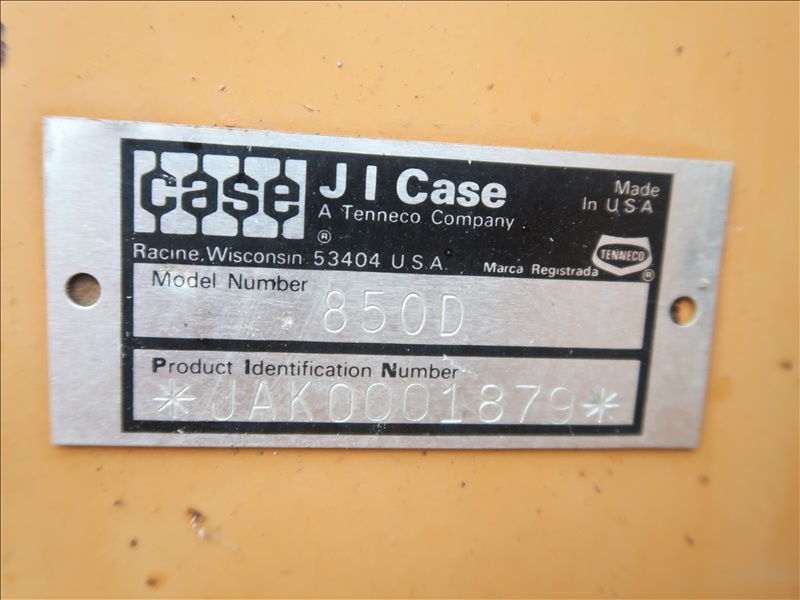 case
J I Case
A Tenneco Company
®
Made
In U S A
Racine, Wisconsin 53404 U.S.A.
Marca Registrada
TENNECO
®
Model Number
850D
Product Identification Number
*JAK0001879*